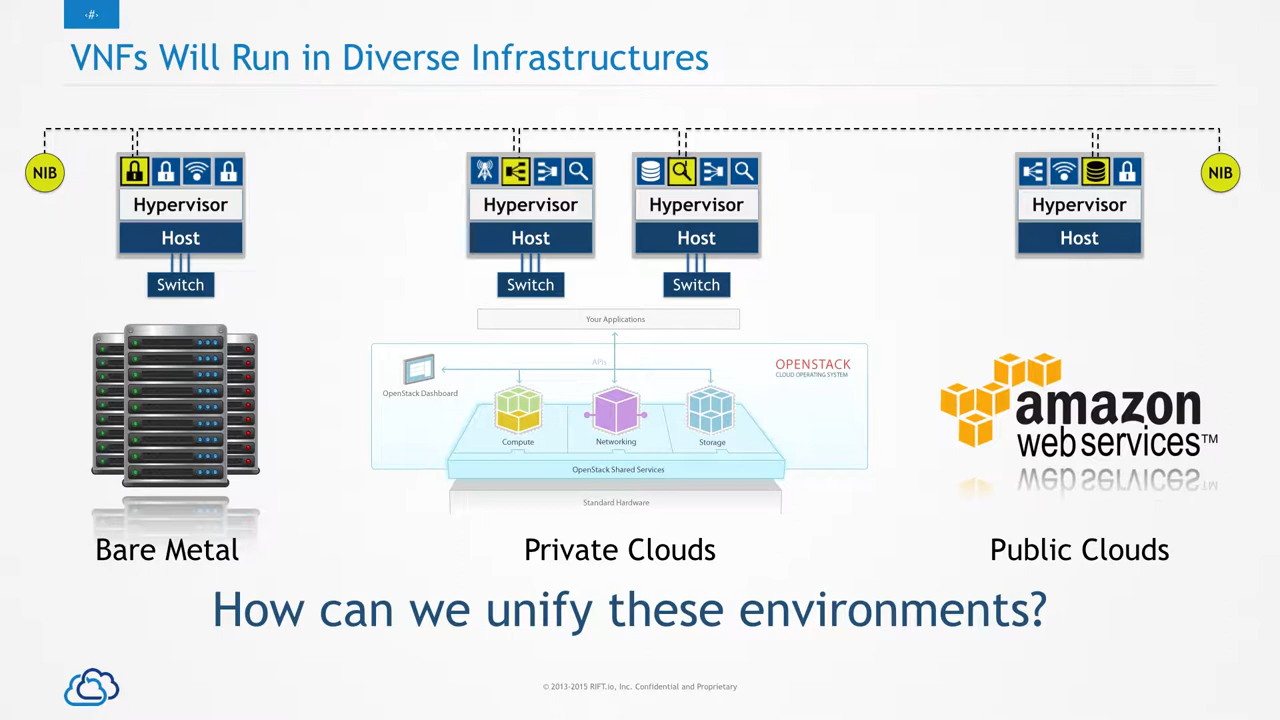 ‹#›
VNFs Will Run in Diverse Infrastructures
NIB
NIB
Hypervisor
Host
Switch
Hypervisor
Host
Switch
Hypervisor
Host
Switch
Hypervisor
Host
Your Applications
APIs
OPENSTACK
CLOUD OPERATING SYSTEM
OpenStack Dashboard
Compute
Networking
Storage
OpenStack Shared Services
Standard Hardware
amazon
web services™
Bare Metal
Private Clouds
Public Clouds
How can we unify these environments?
© 2013-2015 RIFT.io, Inc. Confidential and Proprietary